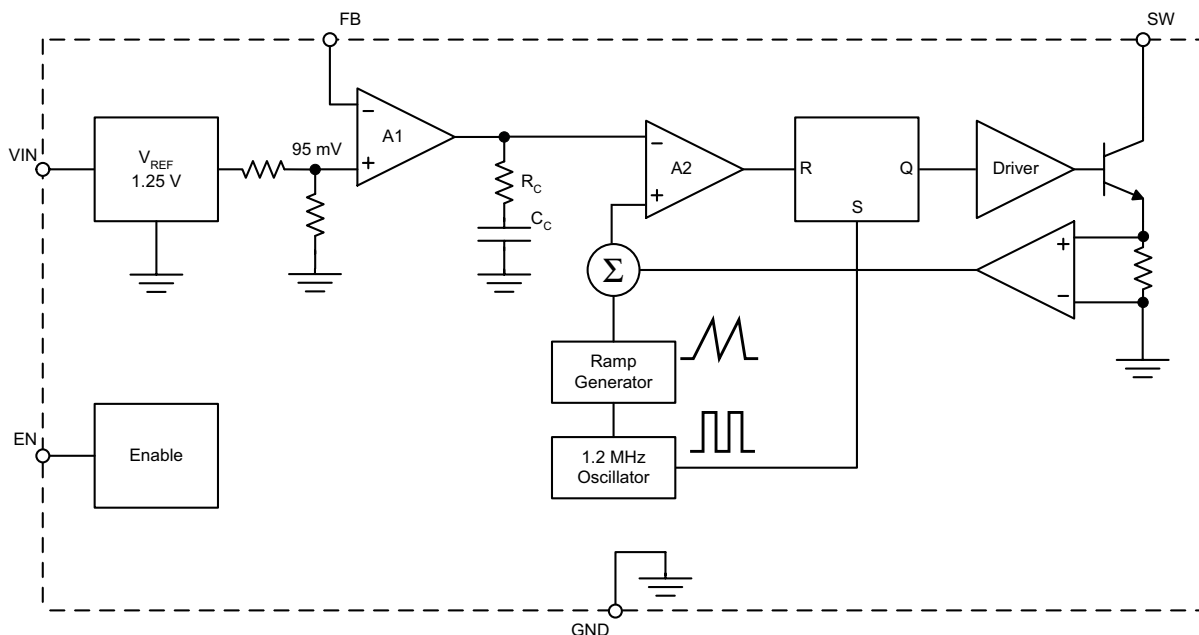 FB
SW
VIN
V_REF
1.25 V
95 mV
−
+
A1
R_C
C_C
−
+
A2
R
Q
S
Driver
+
−
Σ
Ramp
Generator
1.2 MHz
Oscillator
EN
Enable
GND